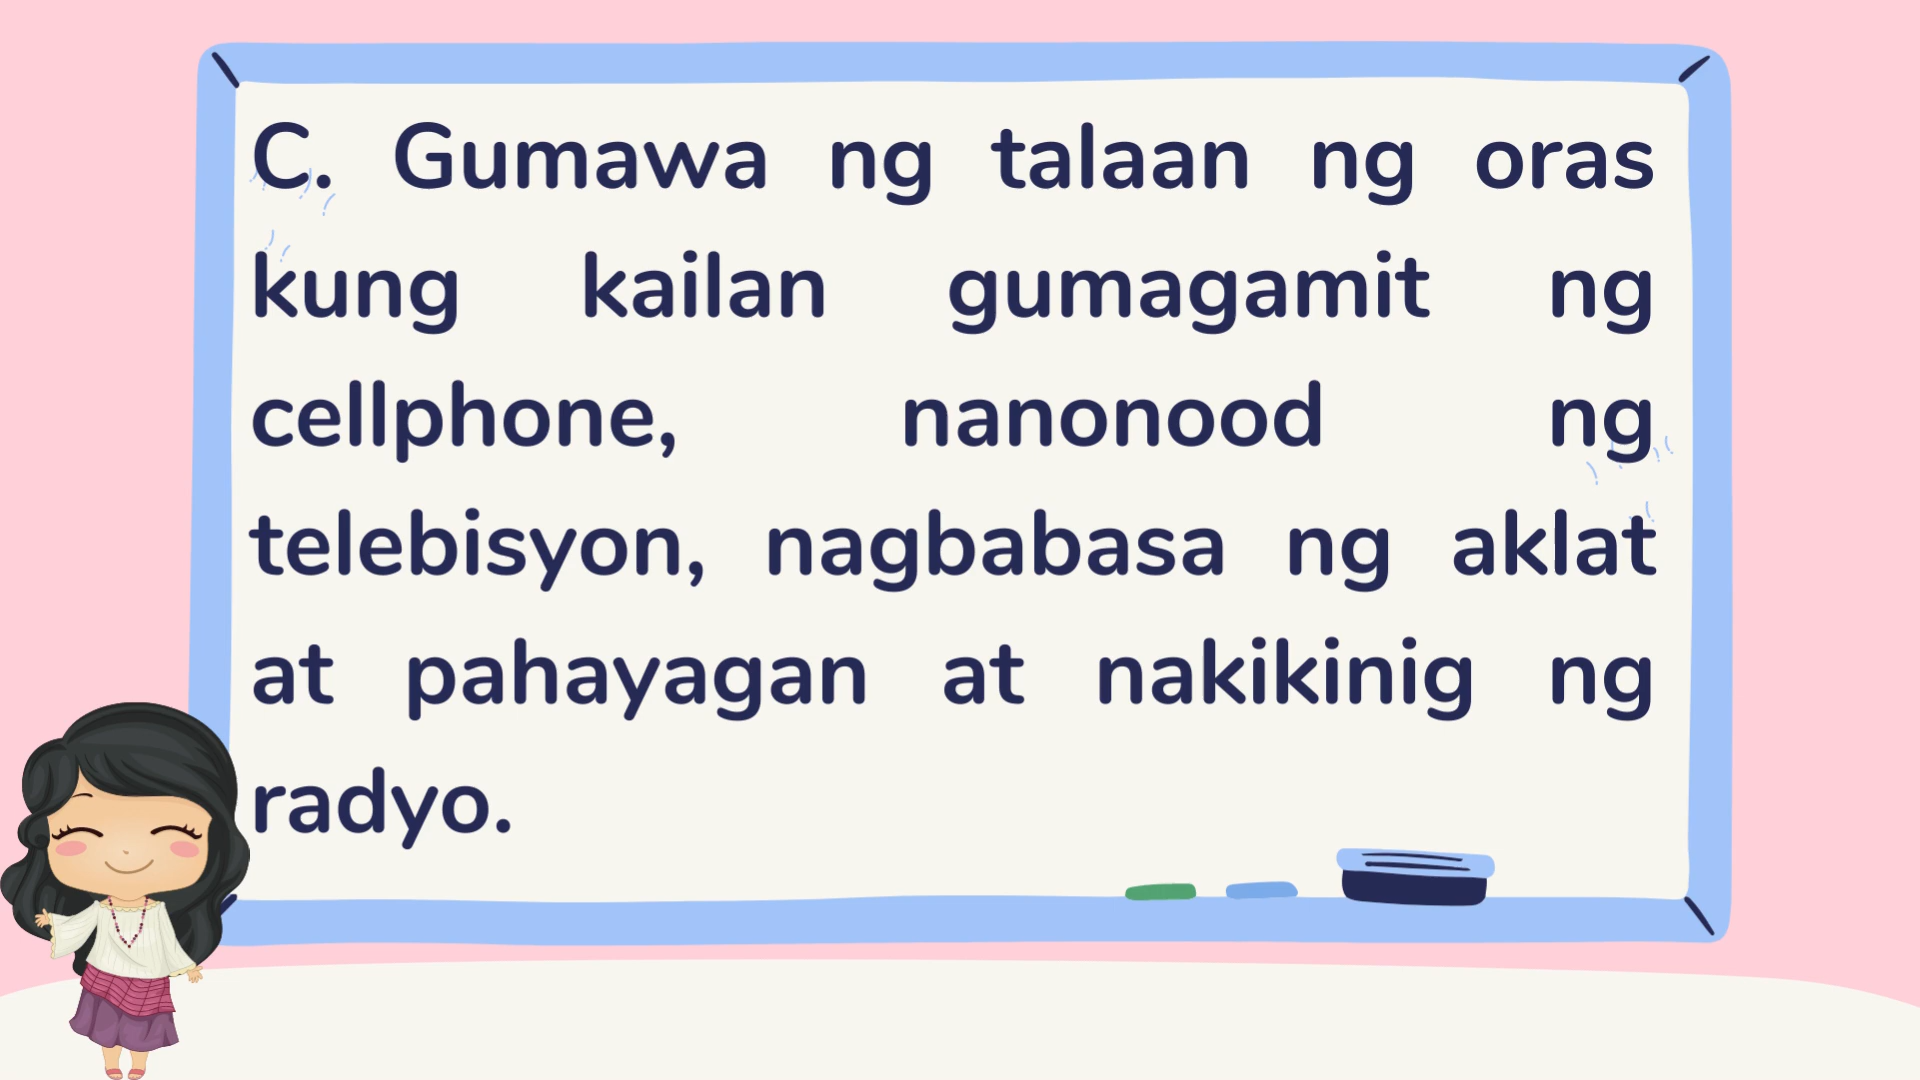 C. Gumawa ng talaan ng oras
kung kailan gumagamit ng
cellphone, nanonood ng
telebisyon, nagbabasa ng aklat
at pahayagan at nakikinig ng
radyo.